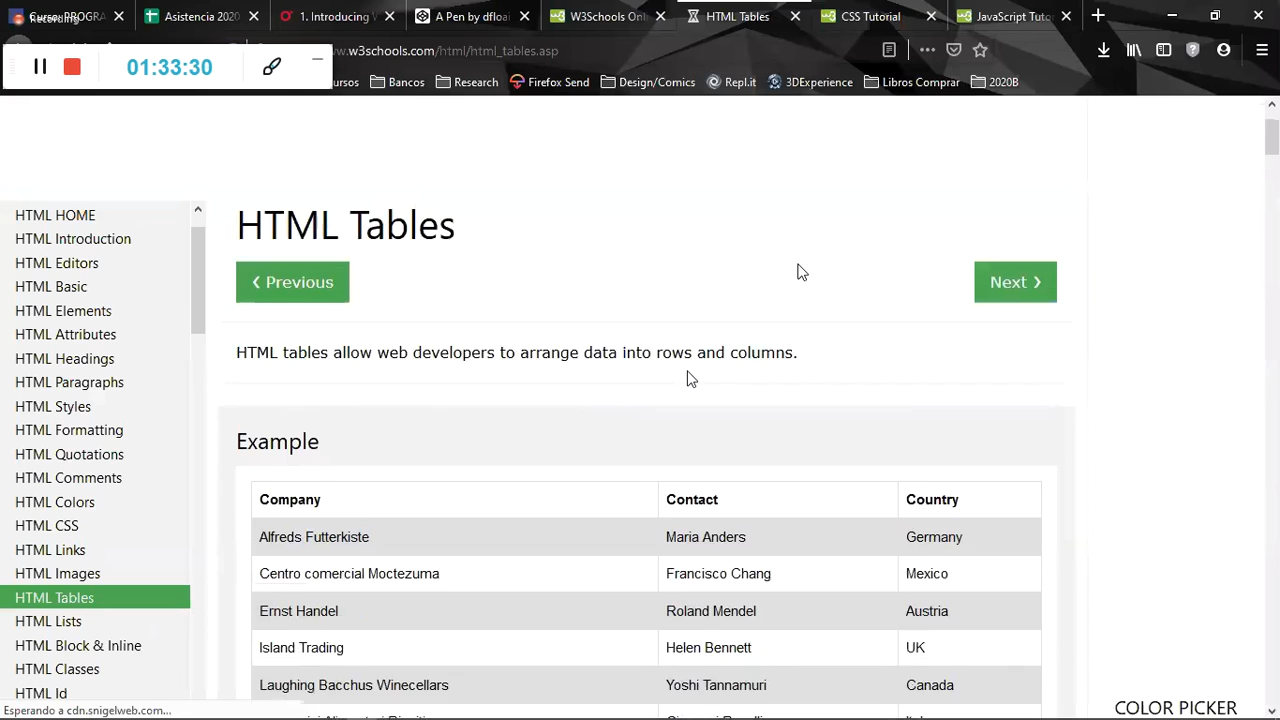 Curso: PROGRA
Recording
Asistencia 2020
1. Introducing
A Pen by dfloa
W3Schools Onl
HTML Tables
CSS Tutorial
JavaScript Tuto
01:33:30
www.w3schools.com/html/html_tables.asp
Bancos
Research
Firefox Send
Design/Comics
Repl.it
3DExperience
Libros Comprar
2020B
HTML HOME
HTML Introduction
HTML Editors
HTML Basic
HTML Elements
HTML Attributes
HTML Headings
HTML Paragraphs
HTML Styles
HTML Formatting
HTML Quotations
HTML Comments
HTML Colors
HTML CSS
HTML Links
HTML Images
HTML Tables
HTML Lists
HTML Block & Inline
HTML Classes
HTML Id
HTML Tables
❮ Previous
Next ❯
HTML tables allow web developers to arrange data into rows and columns.
Example
Company Contact Country
Alfreds Futterkiste Maria Anders Germany
Centro comercial Moctezuma Francisco Chang Mexico
Ernst Handel Roland Mendel Austria
Island Trading Helen Bennett UK
Laughing Bacchus Winecellars Yoshi Tannamuri Canada
COLOR PICKER
Esperando a cdn.snigelweb.com...